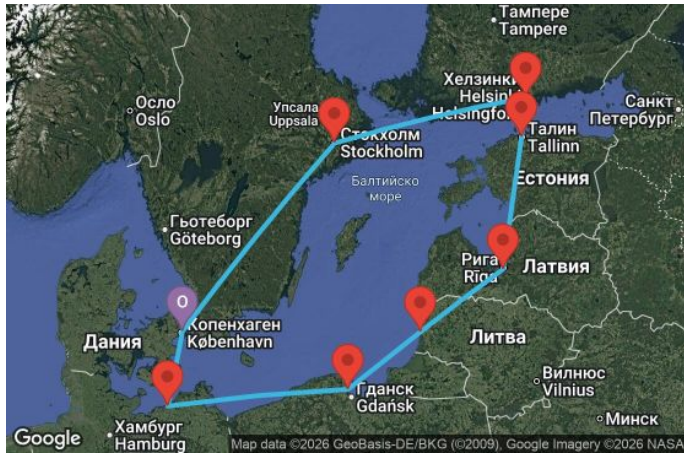 Тампере
Tampere
Осло
Oslo
Хелзинки
Helsinki
Helsingfors
Санкт
Петербург
Упсала
Uppsala
Стокхолм
Stockholm
Талин
Tallinn
Балтийско
море
Естония
Гьотеборг
Göteborg
Рига
Rīga
Латвия
O
Копенхаген
København
Дания
Литва
Вилнюс
Vilnius
Гданск
Gdańsk
Минск
Хамбург
Hamburg
Google
Map data ©2026 GeoBasis-DE/BKG (©2009), Google Imagery ©2026 NASA